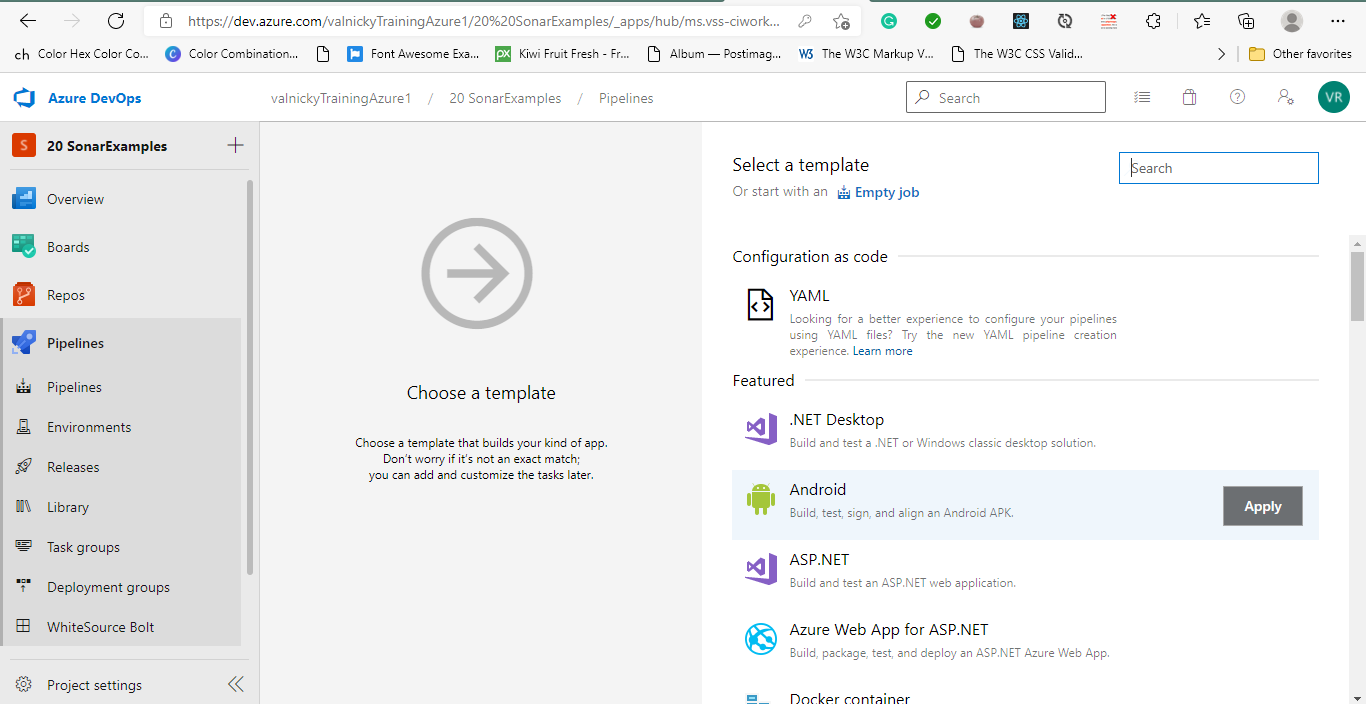 https://dev.azure.com/valnickyTrainingAzure1/20%20SonarExamples/_apps/hub/ms.vss-ciwork...
ch Color Hex Color Co...
C Color Combination...
Font Awesome Exa...
px Kiwi Fruit Fresh - Fr...
Album — Postimag...
W3 The W3C Markup V...
The W3C CSS Valid...
Other favorites
Azure DevOps
valnickyTrainingAzure1 / 20 SonarExamples / Pipelines
Search
VR
S 20 SonarExamples
Overview
Boards
Repos
Pipelines
Pipelines
Environments
Releases
Library
Task groups
Deployment groups
WhiteSource Bolt
Project settings
Choose a template
Choose a template that builds your kind of app.
Don't worry if it's not an exact match;
you can add and customize the tasks later.
Select a template
Or start with an Empty job
Search
Configuration as code
YAML
Looking for a better experience to configure your pipelines
using YAML files? Try the new YAML pipeline creation
experience. Learn more
Featured
.NET Desktop
Build and test a .NET or Windows classic desktop solution.
Android
Build, test, sign, and align an Android APK.
Apply
ASP.NET
Build and test an ASP.NET web application.
Azure Web App for ASP.NET
Build, package, test, and deploy an ASP.NET Azure Web App.
Docker container